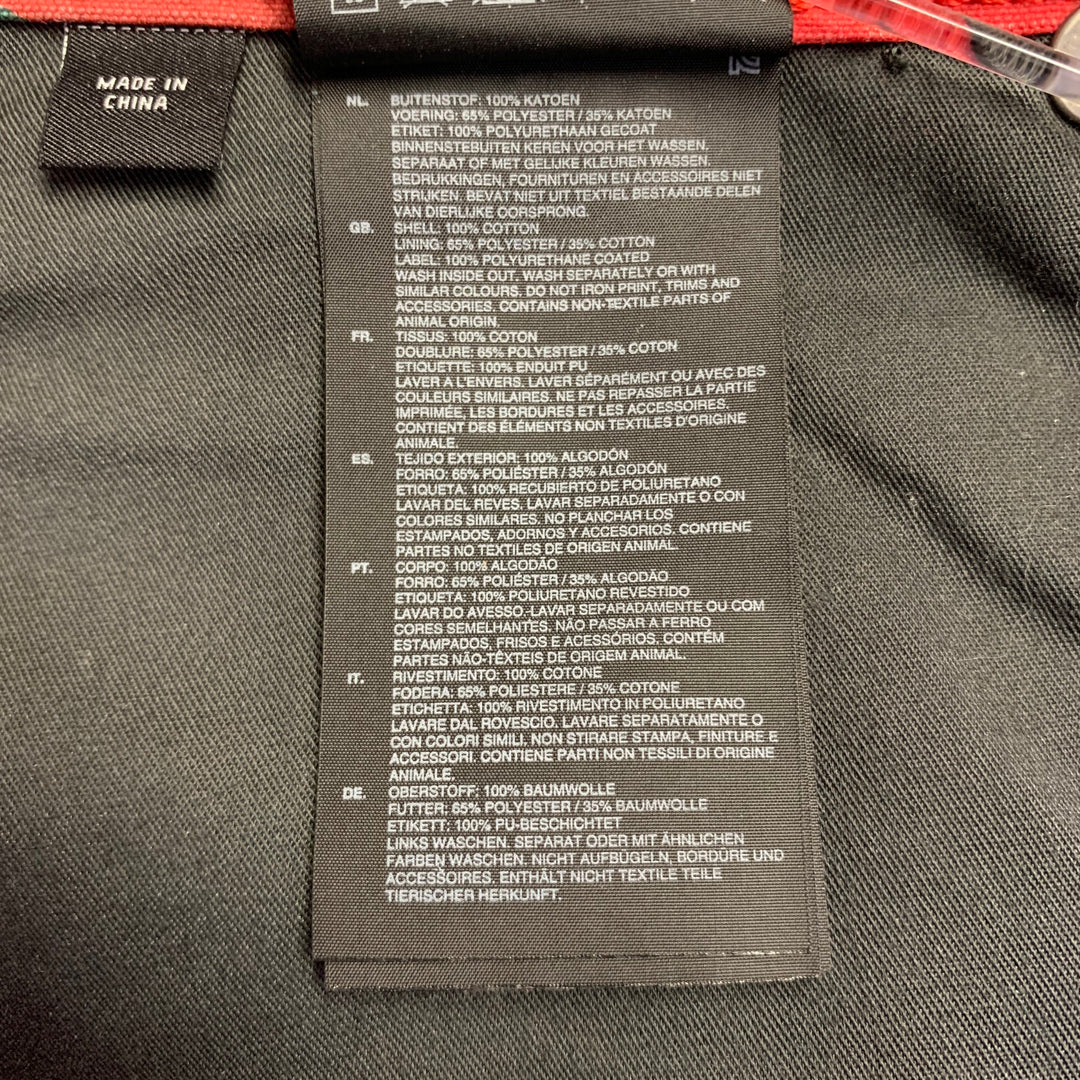 MADE IN
CHINA
NL. BUITENSTOF: 100% KATOEN
VOERING: 65% POLYESTER / 35% KATOEN
ETIKET: 100% POLYURETHAAN GECOAT
BINNENSTEBUITEN KEREN VOOR HET WASSEN.
SEPARAAT OF MET GELIJKE KLEUREN WASSEN.
BEDRUKKINGEN, FOURNITUREN EN ACCESSOIRES NIET
STRIJKEN. BEVAT NIET UIT TEXTIEL BESTAANDE DELEN
VAN DIERLIJKE OORSPRONG.
GB. SHELL: 100% COTTON
LINING: 65% POLYESTER / 35% COTTON
LABEL: 100% POLYURETHANE COATED
WASH INSIDE OUT. WASH SEPARATELY OR WITH
SIMILAR COLOURS. DO NOT IRON PRINT, TRIMS AND
ACCESSORIES. CONTAINS NON-TEXTILE PARTS OF
ANIMAL ORIGIN.
FR. TISSUS: 100% COTON
DOUBLURE: 65% POLYESTER / 35% COTON
ETIQUETTE: 100% ENDUIT PU
LAVER A L'ENVERS. LAVER SÉPARÉMENT OU AVEC DES
COULEURS SIMILAIRES. NE PAS REPASSER LA PARTIE
IMPRIMÉE, LES BORDURES ET LES ACCESSOIRES.
CONTIENT DES ÉLÉMENTS NON TEXTILES D'ORIGINE
ANIMALE.
ES. TEJIDO EXTERIOR: 100% ALGODÓN
FORRO: 65% POLIÉSTER / 35% ALGODÓN
ETIQUETA: 100% RECUBIERTO DE POLIURETANO
LAVAR DEL REVES. LAVAR SEPARADAMENTE O CON
COLORES SIMILARES. NO PLANCHAR LOS
ESTAMPADOS, ADORNOS Y ACCESORIOS. CONTIENE
PARTES NO TEXTILES DE ORIGEN ANIMAL.
PT. CORPO: 100% ALGODÃO
FORRO: 65% POLIÉSTER / 35% ALGODÃO
ETIQUETA: 100% POLIURETANO REVESTIDO
LAVAR DO AVESSO.-LAVAR SEPARADAMENTE OU COM
CORES SEMELHANTES. NÃO PASSAR A FERRO
ESTAMPADOS, FRISOS E ACESSÓRIOS. CONTÉM
PARTES NÃO-TÊXTEIS DE ORIGEM ANIMAL.
IT. RIVESTIMENTO: 100% COTONE
FODERA: 65% POLIESTERE / 35% COTONE
ETICHETTA: 100% RIVESTIMENTO IN POLIURETANO
LAVARE DAL ROVESCIO. LAVARE SEPARATAMENTE O
CON COLORI SIMILI. NON STIRARE STAMPA, FINITURE E
ACCESSORI. CONTIENE PARTI NON TESSILI DI ORIGINE
ANIMALE.
DE. OBERSTOFF: 100% BAUMWOLLE
FUTTER: 65% POLYESTER / 35% BAUMWOLLE
ETIKETT: 100% PU-BESCHICHTET
LINKS WASCHEN. SEPARAT ODER MIT ÄHNLICHEN
FARBEN WASCHEN. NICHT AUFBÜGELN, BORDÜRE UND
ACCESSOIRES. ENTHÄLT NICHT TEXTILE TEILE
TIERISCHER HERKUNFT.